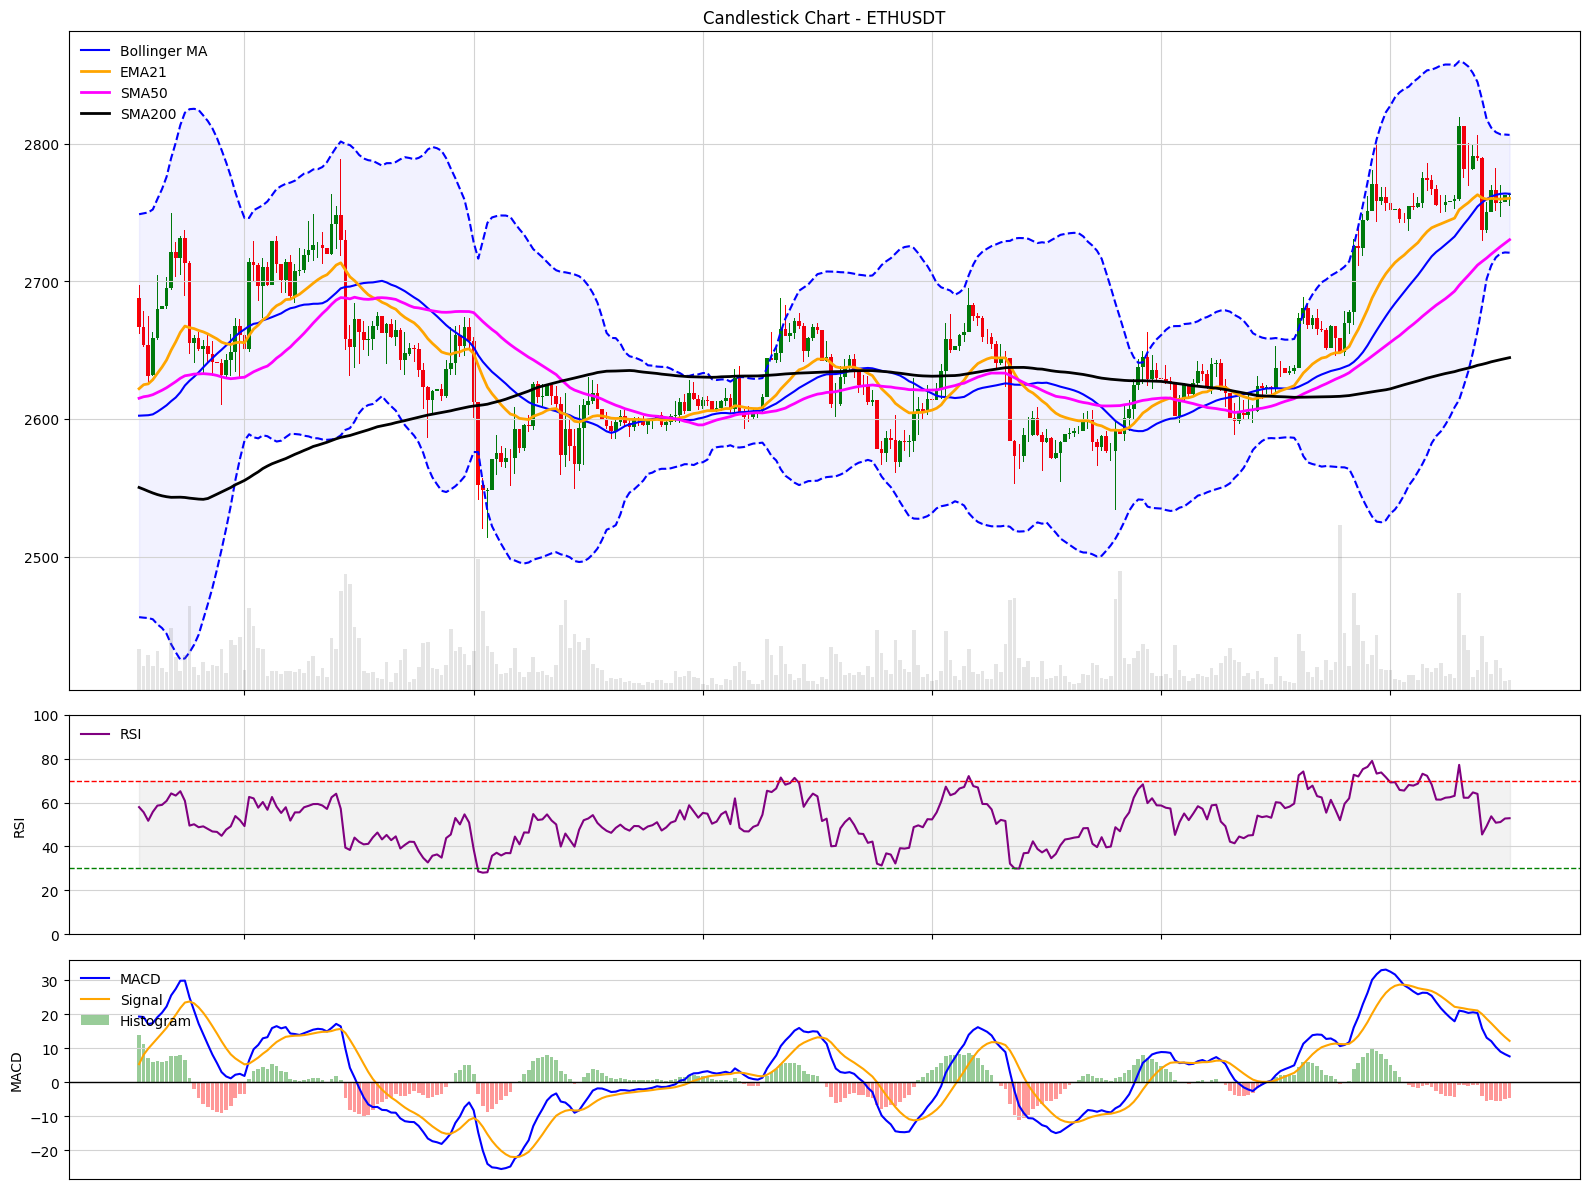 Candlestick Chart - ETHUSDT
Bollinger MA
EMA21
SMA50
SMA200
2800
2700
2600
2500
100
RSI
80
60
RSI
40
20
0
MACD
30
Signal
20
Histogram
10
MACD
0
−10
−20